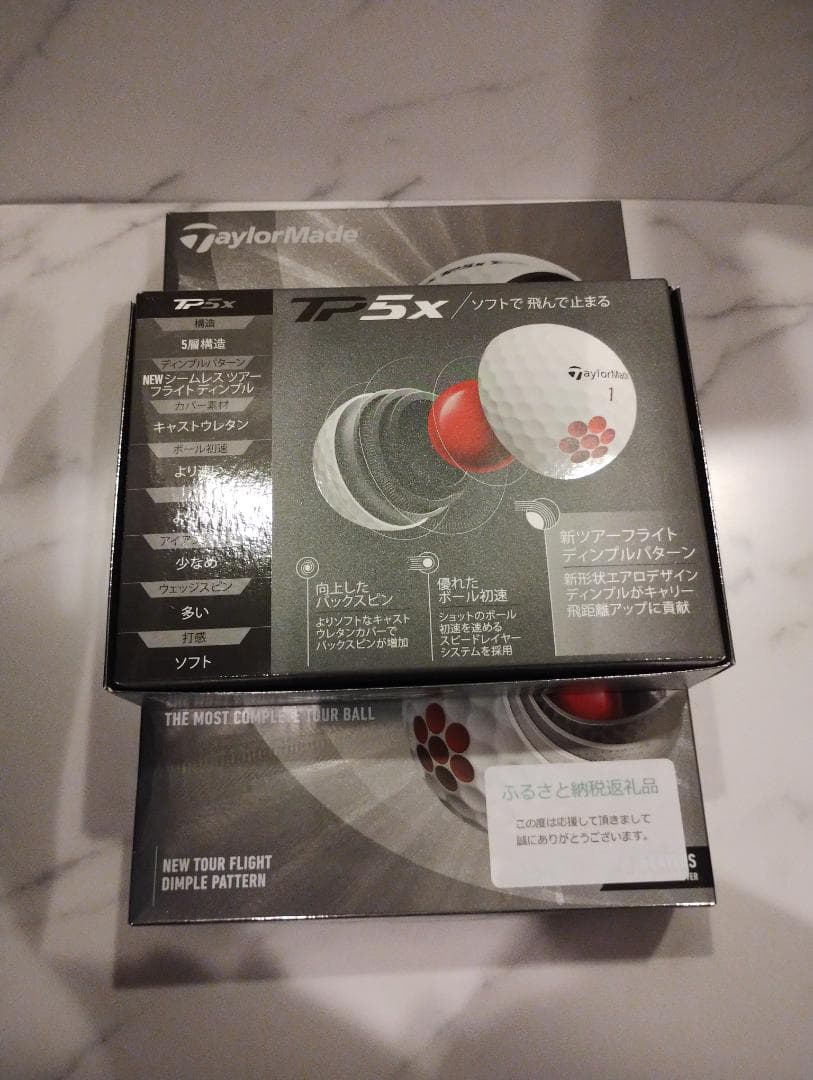 TaylorMade
TP5x
TP5x
構造
5層構造
ディンプルパターン
NEW シームレス ツアー
フライト ディンプル
カバー素材
キャストウレタン
ボール初速
より速い
少なめ
ウェッジスピン
多い
打感
ソフト
TP5x/ソフトで 飛んで止まる
TaylorMade
1
新ツアーフライト
ディンプルパターン
新形状エアロデザイン
ディンプルがキャリー
飛距離アップに貢献
向上した
バックスピン
よりソフトなキャスト
ウレタンカバーで
バックスピンが増加
優れた
ボール初速
ショットのボール
初速を速める
スピードレイヤー
システムを採用
THE MOST COMPLETE TOUR BALL
ふるさと納税返礼品
この度は応援して頂きまして
誠にありがとうございます。
NEW TOUR FLIGHT
DIMPLE PATTERN